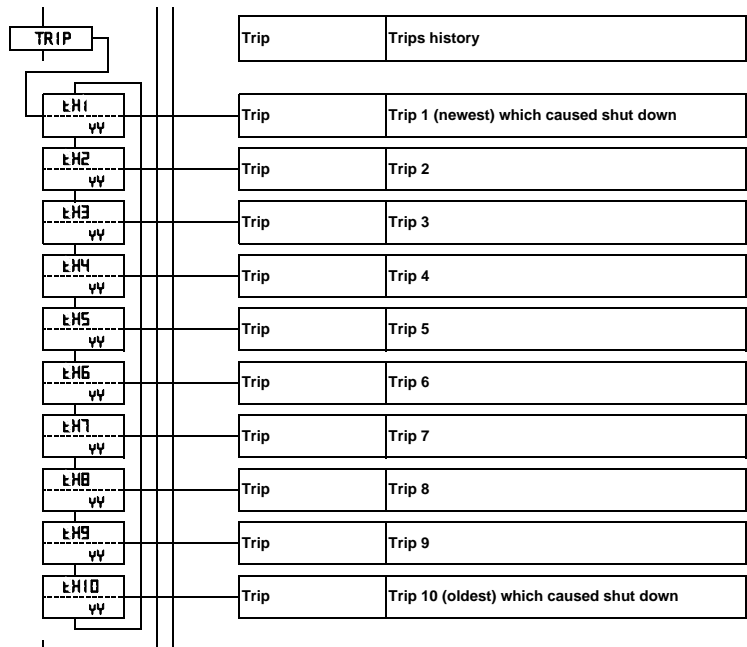 TRIP Trip Trips history
tH1
YY Trip Trip 1 (newest) which caused shut down
tH2
YY Trip Trip 2
tH3
YY Trip Trip 3
tH4
YY Trip Trip 4
tH5
YY Trip Trip 5
tH6
YY Trip Trip 6
tH7
YY Trip Trip 7
tH8
YY Trip Trip 8
tH9
YY Trip Trip 9
tH10
YY Trip Trip 10 (oldest) which caused shut down